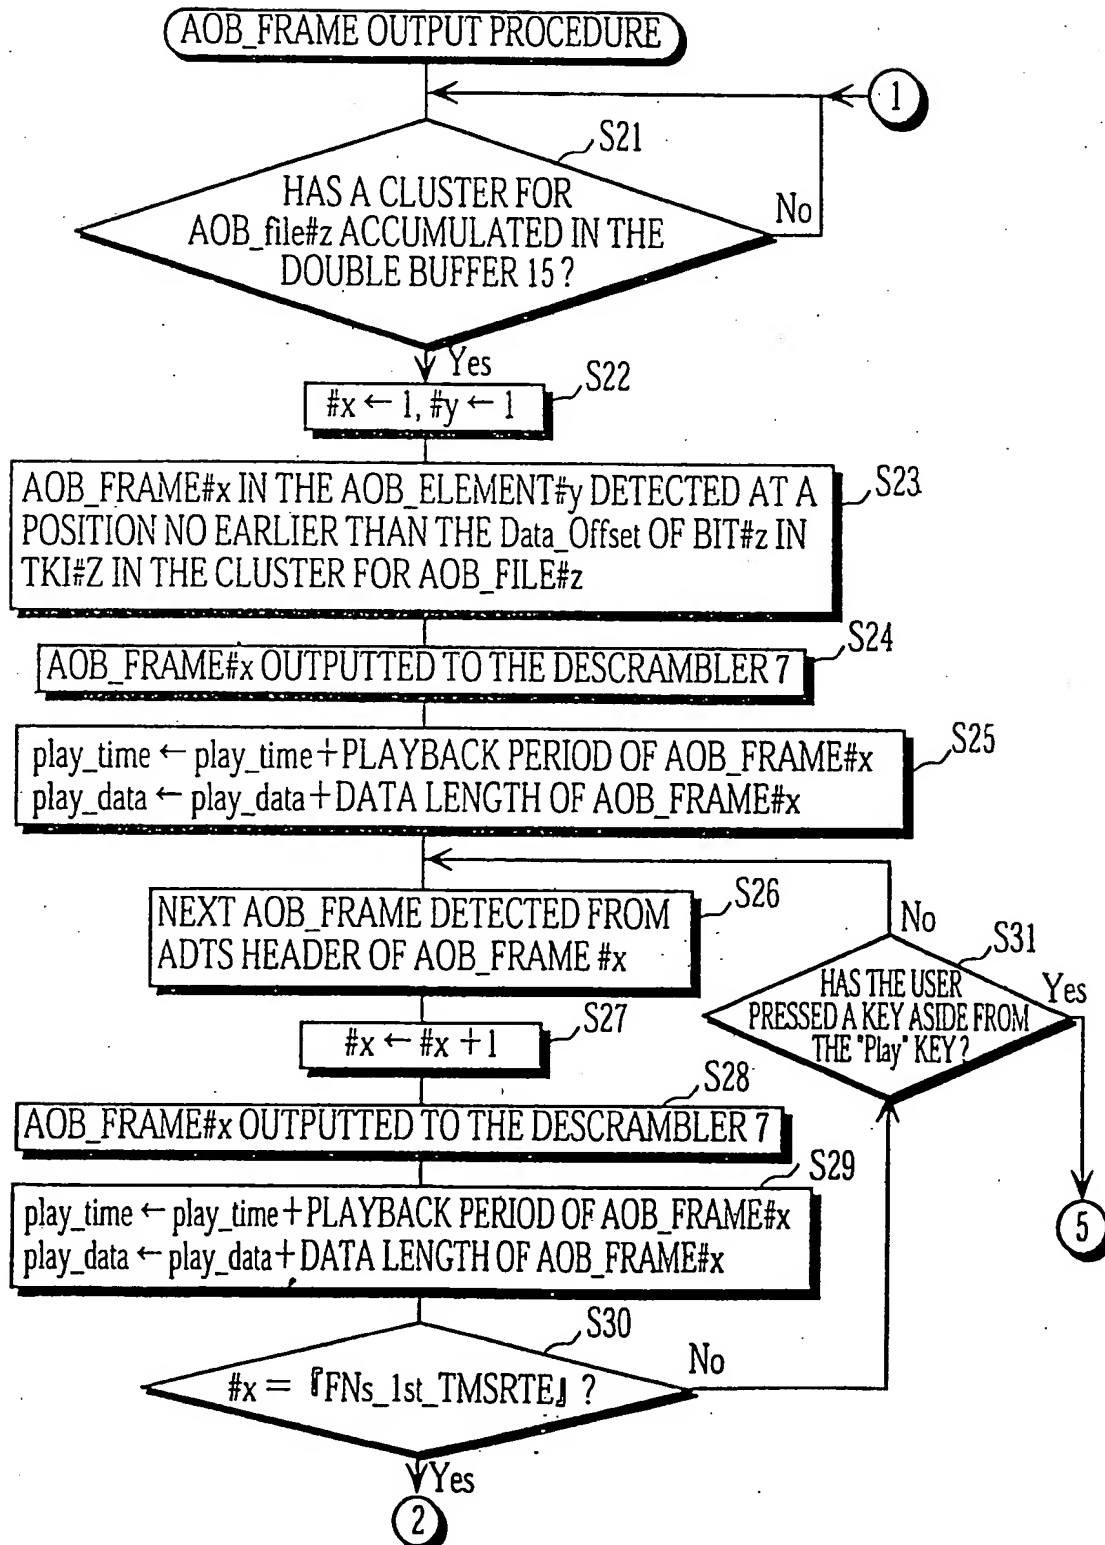 AOB_FRAME OUTPUT PROCEDURE
1
S21
HAS A CLUSTER FOR
AOB_file#z ACCUMULATED IN THE
DOUBLE BUFFER 15?
No
Yes
S22
#x ← 1, #y ← 1
S23
AOB_FRAME#x IN THE AOB_ELEMENT#y DETECTED AT A
POSITION NO EARLIER THAN THE Data_Offset OF BIT#z IN
TKI#Z IN THE CLUSTER FOR AOB_FILE#z
S24
AOB_FRAME#x OUTPUTTED TO THE DESCRAMBLER 7
S25
play_time ← play_time+PLAYBACK PERIOD OF AOB_FRAME#x
play_data ← play_data+DATA LENGTH OF AOB_FRAME#x
S26
NEXT AOB_FRAME DETECTED FROM
ADTS HEADER OF AOB_FRAME #x
No
S31
HAS THE USER
PRESSED A KEY ASIDE FROM
THE "Play" KEY?
Yes
S27
#x ← #x +1
S28
AOB_FRAME#x OUTPUTTED TO THE DESCRAMBLER 7
S29
play_time ← play_time+PLAYBACK PERIOD OF AOB_FRAME#x
play_data ← play_data+DATA LENGTH OF AOB_FRAME#x
5
S30
#x = 『FNs_1st_TMSRTE』?
No
Yes
2